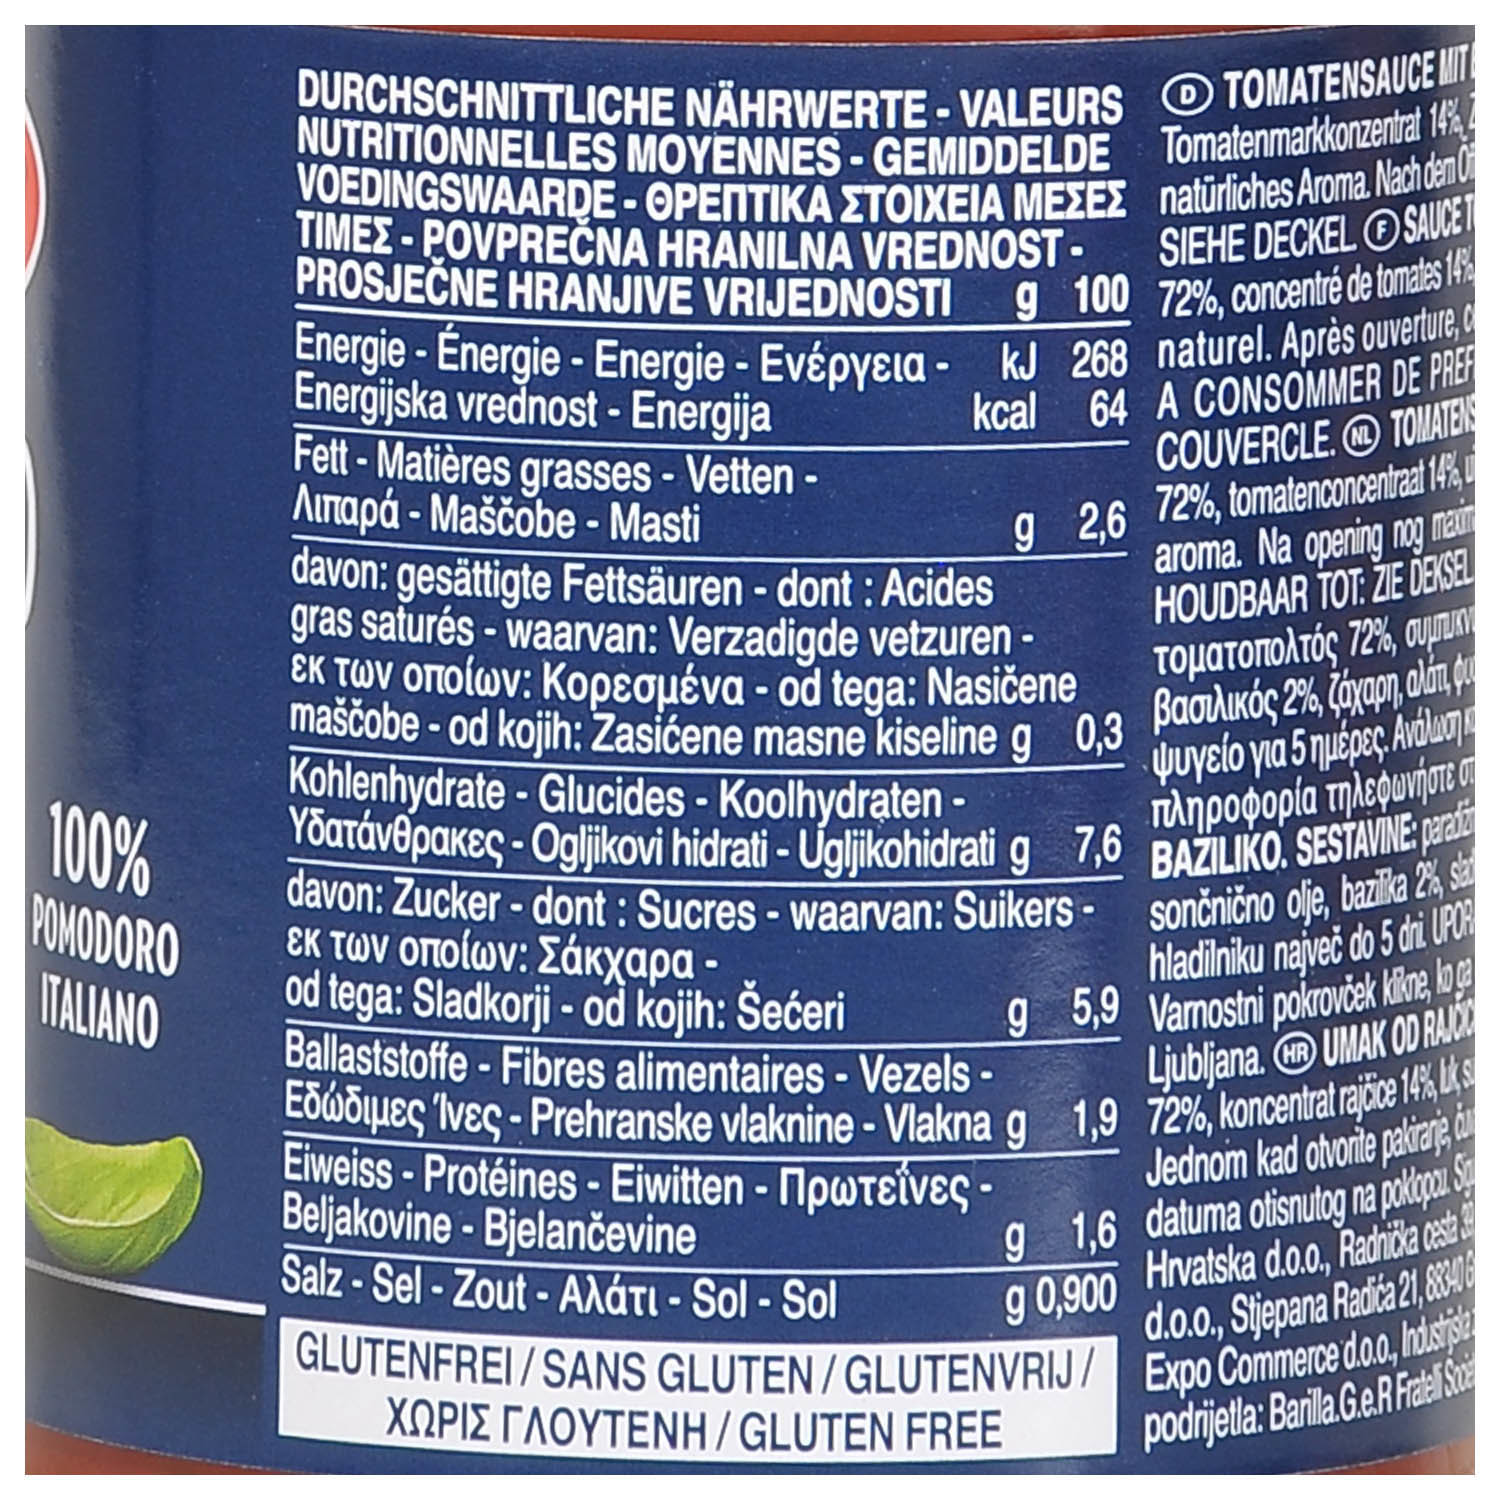 100%
POMODORO
ITALIANO
DURCHSCHNITTLICHE NÄHRWERTE - VALEURS
NUTRITIONNELLES MOYENNES - GEMIDDELDE
VOEDINGSWAARDE - ΘΡΕΠΤΙΚΑ ΣΤΟΙΧΕΙΑ ΜΕΣΕΣ
ΤΙΜΕΣ - POVPREČNA HRANILNA VREDNOST -
PROSJEČNE HRANJIVE VRIJEDNOSTI g 100
Energie - Énergie - Energie - Ενέργεια - kJ 268
Energijska vrednost - Energija kcal 64
Fett - Matières grasses - Vetten -
Λιπαρά - Maščobe - Masti g 2,6
davon: gesättigte Fettsäuren - dont : Acides
gras saturés - waarvan: Verzadigde vetzuren -
εκ των οποίων: Κορεσμένα - od tega: Nasičene
maščobe - od kojih: Zasićene masne kiseline g 0,3
Kohlenhydrate - Glucides - Koolhydraten -
Υδατάνθρακες - Ogljikovi hidrati - Ugljikohidrati g 7,6
davon: Zucker - dont : Sucres - waarvan: Suikers -
εκ των οποίων: Σάκχαρα -
od tega: Sladkorji - od kojih: Šećeri g 5,9
Ballaststoffe - Fibres alimentaires - Vezels -
Εδώδιμες Ίνες - Prehranske vlaknine - Vlakna g 1,9
Eiweiss - Protéines - Eiwitten - Πρωτεΐνες -
Beljakovine - Bjelančevine g 1,6
Salz - Sel - Zout - Αλάτι - Sol - Sol g 0,900
GLUTENFREI / SANS GLUTEN / GLUTENVRIJ /
ΧΩΡΙΣ ΓΛΟΥΤΕΝΗ / GLUTEN FREE
D TOMATENSAUCE MIT
Tomatenmarkkonzentrat 14%,
natürliches Aroma. Nach dem
SIEHE DECKEL. F SAUCE
72%, concentré de tomates 14%,
naturel. Après ouverture,
A CONSOMMER DE
COUVERCLE. NL
72%, tomatenconcentraat 14%,
aroma. Na opening nog
HOUDBAAR TOT: ZIE DEKSEL
τοματοπολτός 72%,
βασιλικός 2%, ζάχαρη, αλάτι,
ψυγείο για 5 ημέρες. Ανάλωση
πληροφορία τηλεφωνήστε
BAZILIKO. SESTAVINE:
sončnično olje, bazilika 2%,
hladilniku največ do 5 dni.
Varnostni pokrovček klikne, ko ga
Ljubljana. HR UMAK OD
72%, koncentrat rajčice 14%, luk,
Jednom kad otvorite pakiranje,
datuma otisnutog na poklopcu.
Hrvatska d.o.o., Radnička cesta
d.o.o., Stjepana Radića 21, 88340
Expo Commerce d.o.o., Industrijska
podrijetla: Barilla.G.e.R Fratelli